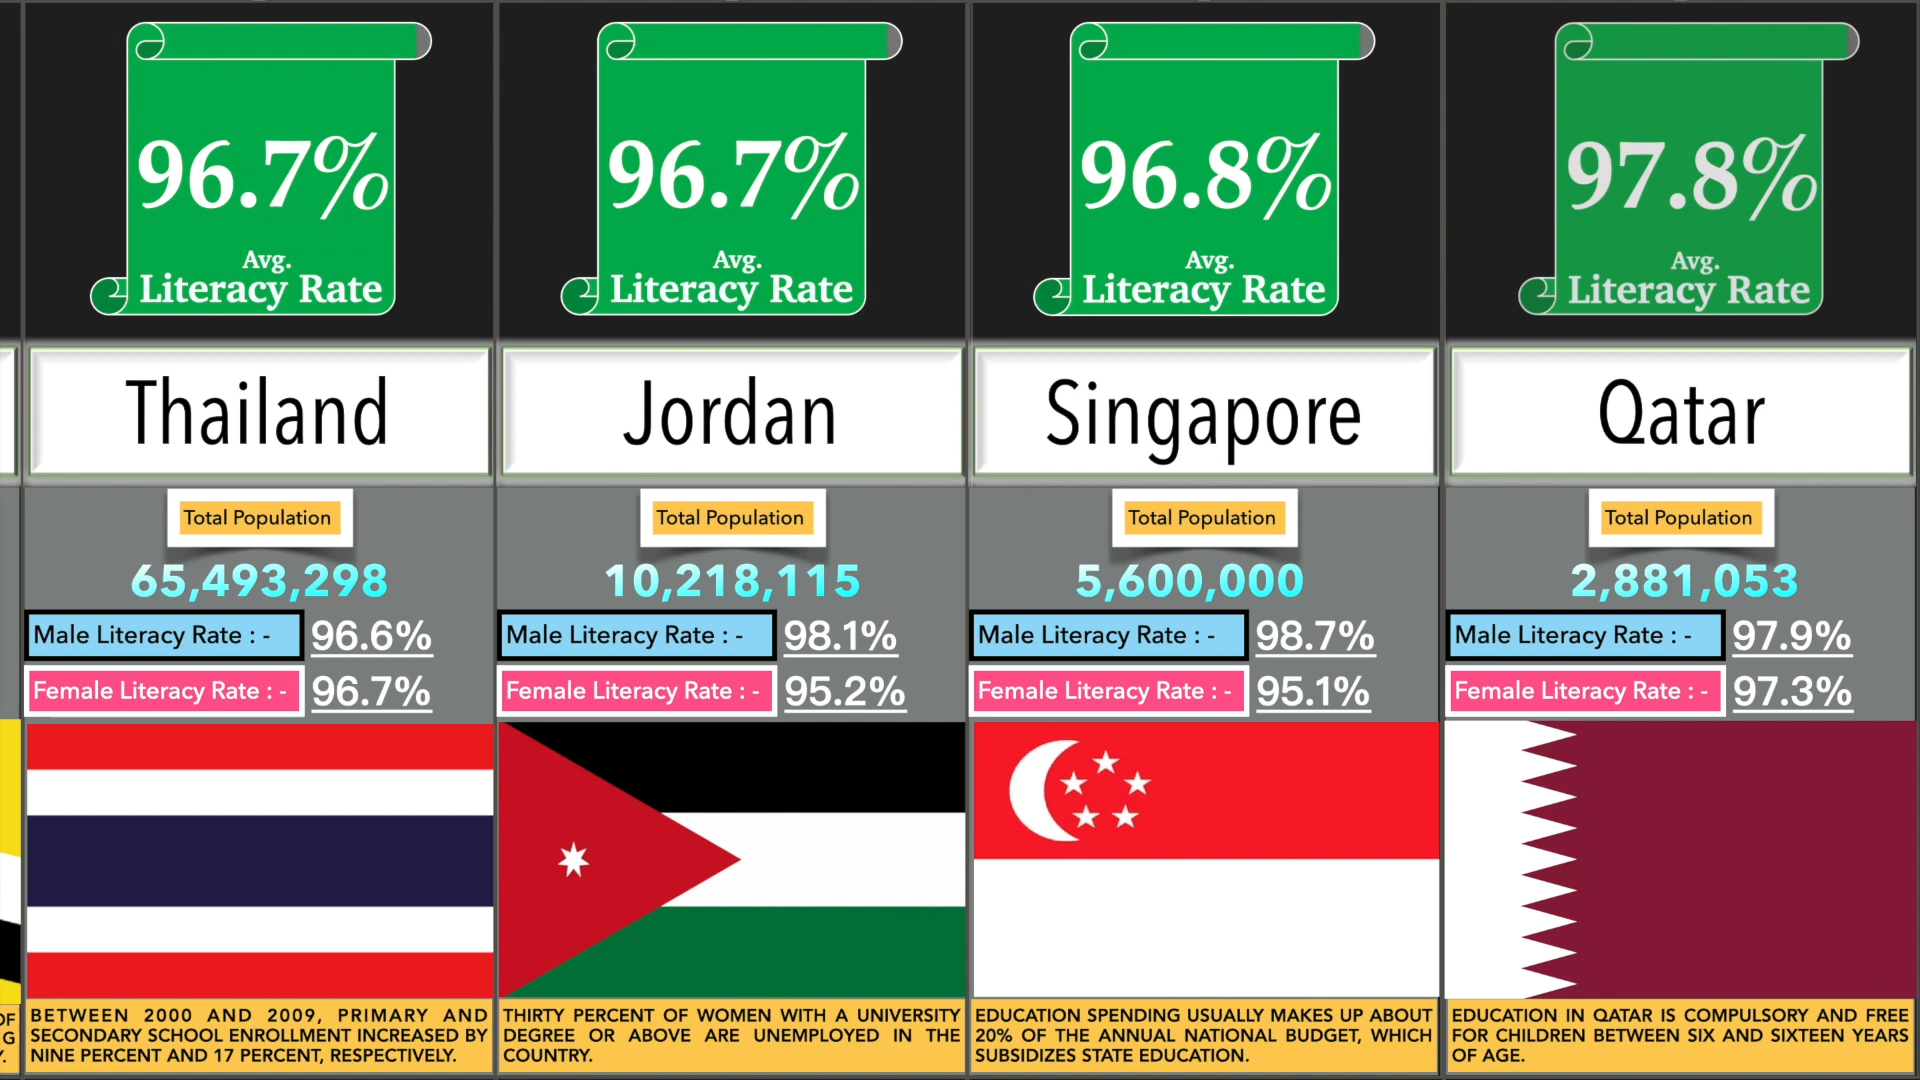 96.7%
Avg.
Literacy Rate
Thailand
Total Population
65,493,298
Male Literacy Rate : - 96.6%
Female Literacy Rate : - 96.7%
BETWEEN 2000 AND 2009, PRIMARY AND
SECONDARY SCHOOL ENROLLMENT INCREASED BY
NINE PERCENT AND 17 PERCENT, RESPECTIVELY.
96.7%
Avg.
Literacy Rate
Jordan
Total Population
10,218,115
Male Literacy Rate : - 98.1%
Female Literacy Rate : - 95.2%
THIRTY PERCENT OF WOMEN WITH A UNIVERSITY
DEGREE OR ABOVE ARE UNEMPLOYED IN THE
COUNTRY.
96.8%
Avg.
Literacy Rate
Singapore
Total Population
5,600,000
Male Literacy Rate : - 98.7%
Female Literacy Rate : - 95.1%
EDUCATION SPENDING USUALLY MAKES UP ABOUT
20% OF THE ANNUAL NATIONAL BUDGET, WHICH
SUBSIDIZES STATE EDUCATION.
97.8%
Avg.
Literacy Rate
Qatar
Total Population
2,881,053
Male Literacy Rate : - 97.9%
Female Literacy Rate : - 97.3%
EDUCATION IN QATAR IS COMPULSORY AND FREE
FOR CHILDREN BETWEEN SIX AND SIXTEEN YEARS
OF AGE.